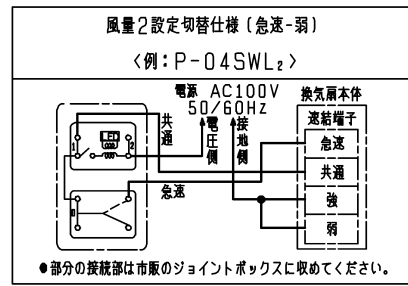 風量2設定切替仕様(急速-弱)
〈例:P-04SWL₂〉
電源 AC100V
50/60Hz
換気扇本体
速結端子
共通
電圧側
接地側
LED
1
2
急速
急速
共通
強
弱
●部分の接続部は市販のジョイントボックスに収めてください。